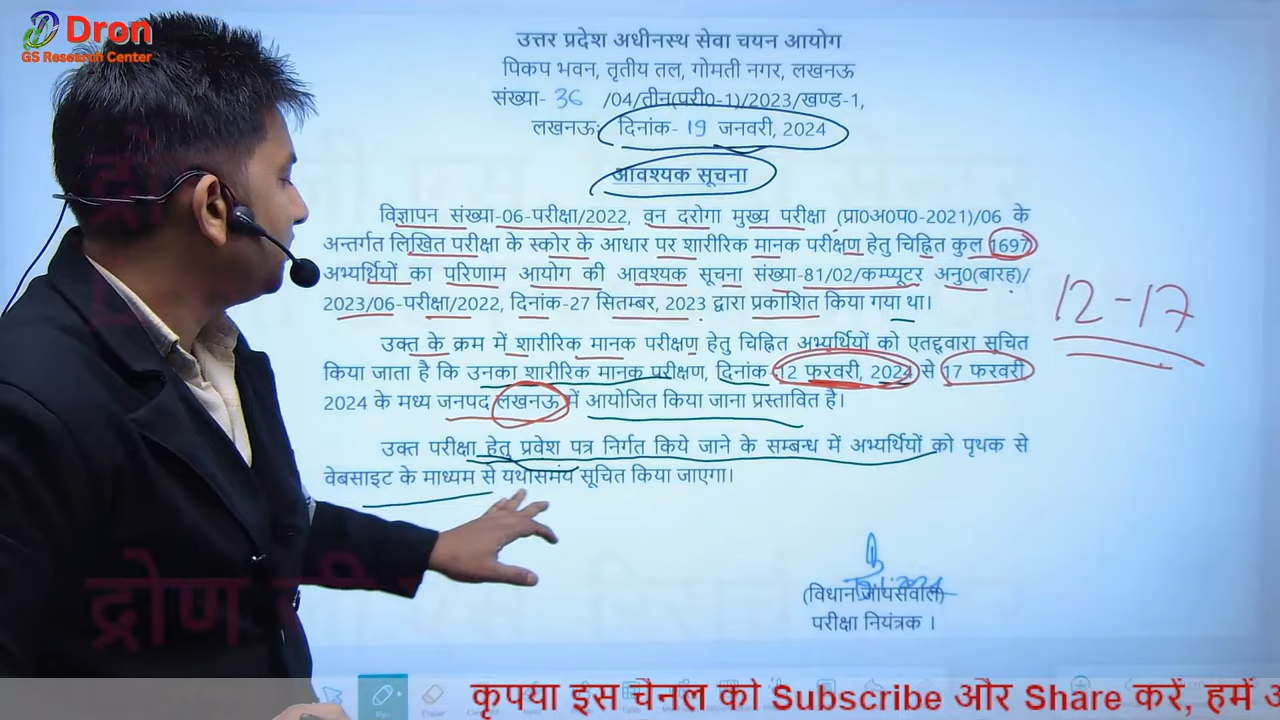 Dron
GS Research Center
उत्तर प्रदेश अधीनस्थ सेवा चयन आयोग
पिकप भवन, तृतीय तल, गोमती नगर, लखनऊ
संख्या- 36 /04/तीन(परी0-1)/2023/खण्ड-1,
लखनऊः दिनांक- 19 जनवरी, 2024
आवश्यक सूचना
विज्ञापन संख्या-06-परीक्षा/2022, वन दरोगा मुख्य परीक्षा (प्रा0अ0प0-2021)/06 के
अन्तर्गत लिखित परीक्षा के स्कोर के आधार पर शारीरिक मानक परीक्षण हेतु चिह्नित कुल 1697
अभ्यर्थियों का परिणाम आयोग की आवश्यक सूचना संख्या-81/02/कम्प्यूटर अनु0(बारह)/
2023/06-परीक्षा/2022, दिनांक-27 सितम्बर, 2023 द्वारा प्रकाशित किया गया था।
12-17
उक्त के क्रम में शारीरिक मानक परीक्षण हेतु चिह्नित अभ्यर्थियों को एतद्द्वारा सूचित
किया जाता है कि उनका शारीरिक मानक परीक्षण, दिनांक 12 फरवरी, 2024 से 17 फरवरी
2024 के मध्य जनपद लखनऊ में आयोजित किया जाना प्रस्तावित है।
उक्त परीक्षा हेतु प्रवेश पत्र निर्गत किये जाने के सम्बन्ध में अभ्यर्थियों को पृथक से
वेबसाइट के माध्यम से यथासमय सूचित किया जाएगा।
(विधान जायसवाल)
परीक्षा नियंत्रक ।
द्रोण
कृपया इस चैनल को Subscribe और Share करें, हमें